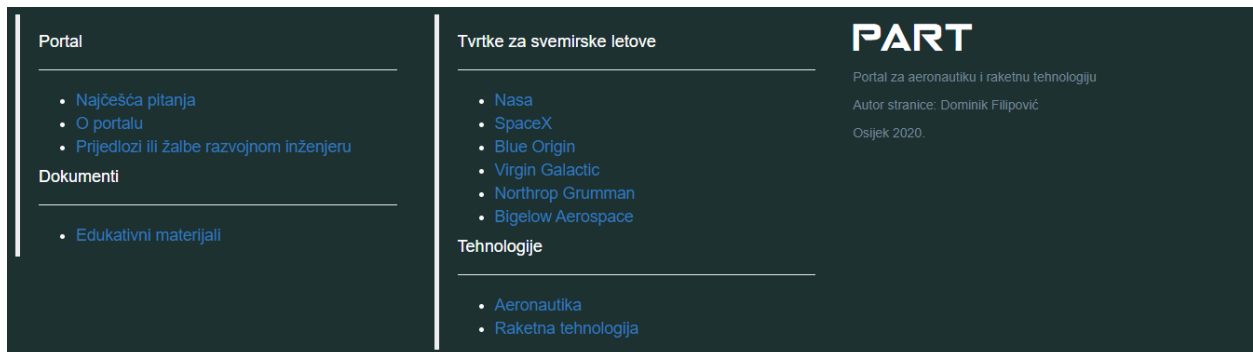 Portal
Najčešća pitanja
O portalu
Prijedlozi ili žalbe razvojnom inženjeru
Dokumenti
Edukativni materijali
Tvrtke za svemirske letove
Nasa
SpaceX
Blue Origin
Virgin Galactic
Northrop Grumman
Bigelow Aerospace
Tehnologije
Aeronautika
Raketna tehnologija
PART
Portal za aeronautiku i raketnu tehnologiju
Autor stranice: Dominik Filipović
Osijek 2020.